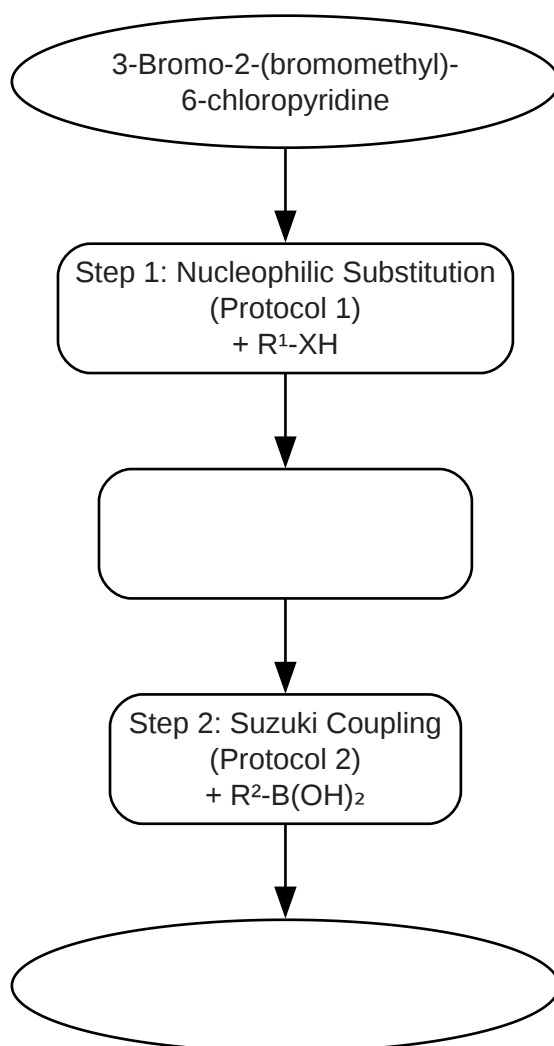 3-Bromo-2-(bromomethyl)-
6-chloropyridine
Step 1: Nucleophilic Substitution
(Protocol 1)
+ R¹-XH
Step 2: Suzuki Coupling
(Protocol 2)
+ R²-B(OH)₂